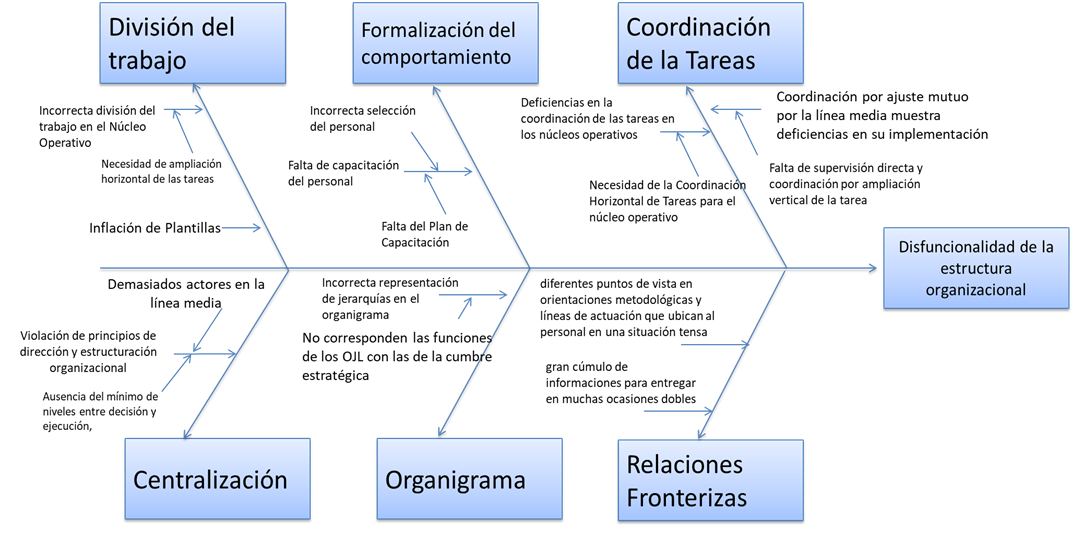 División del
trabajo
Formalización del
comportamiento
Coordinación
de la Tareas
Incorrecta división del
trabajo en el Núcleo
Operativo
Necesidad de ampliación
horizontal de las tareas
Inflación de Plantillas
Incorrecta selección
del personal
Falta de capacitación
del personal
Falta del Plan de
Capacitación
Deficiencias en la
coordinación de las tareas en
los núcleos operativos
Necesidad de la Coordinación
Horizontal de Tareas para el
núcleo operativo
Coordinación por ajuste mutuo
por la línea media muestra
deficiencias en su implementación
Falta de supervisión directa y
coordinación por ampliación
vertical de la tarea
Disfuncionalidad de la
estructura
organizacional
Demasiados actores en la
línea media
Violación de principios de
dirección y estructuración
organizacional
Ausencia del mínimo de
niveles entre decisión y
ejecución,
Incorrecta representación
de jerarquías en el
organigrama
No corresponden las funciones
de los OJL con las de la cumbre
estratégica
diferentes puntos de vista en
orientaciones metodológicas y
líneas de actuación que ubican al
personal en una situación tensa
gran cúmulo de
informaciones para entregar
en muchas ocasiones dobles
Centralización
Organigrama
Relaciones
Fronterizas